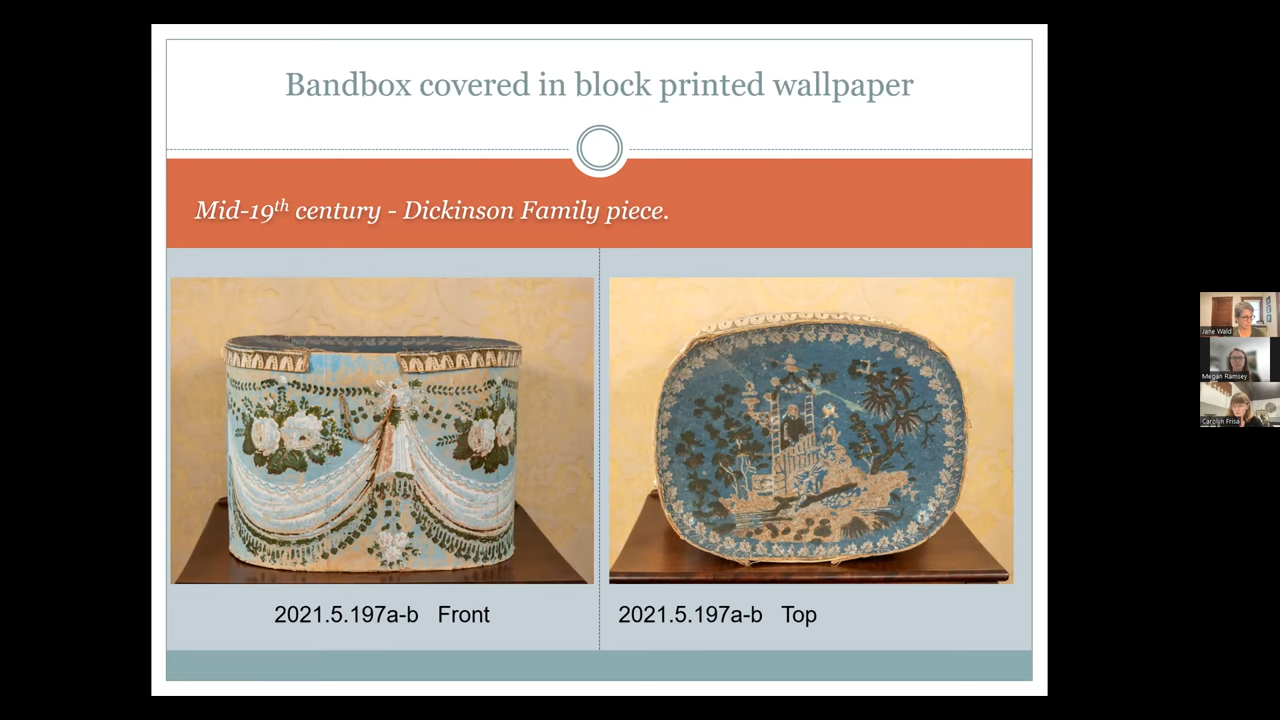 Bandbox covered in block printed wallpaper
Mid-19th century - Dickinson Family piece.
2021.5.197a-b Front
2021.5.197a-b Top
Jane Wald
Megan Ramsey
Carolyn Frisa